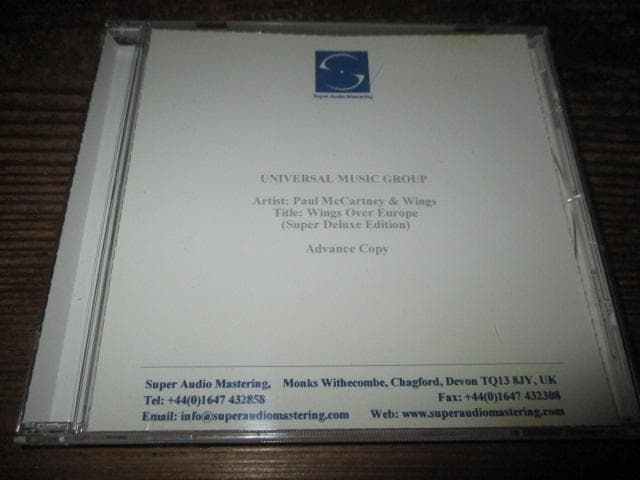 Super Audio Mastering
UNIVERSAL MUSIC GROUP
Artist: Paul McCartney & Wings
Title: Wings Over Europe
(Super Deluxe Edition)
Advance Copy
Super Audio Mastering, Monks Withecombe, Chagford, Devon TQ13 8JY, UK
Tel: +44(0)1647 432858 Fax: +44(0)1647 432308
Email: info@superaudiomastering.com Web: www.superaudiomastering.com